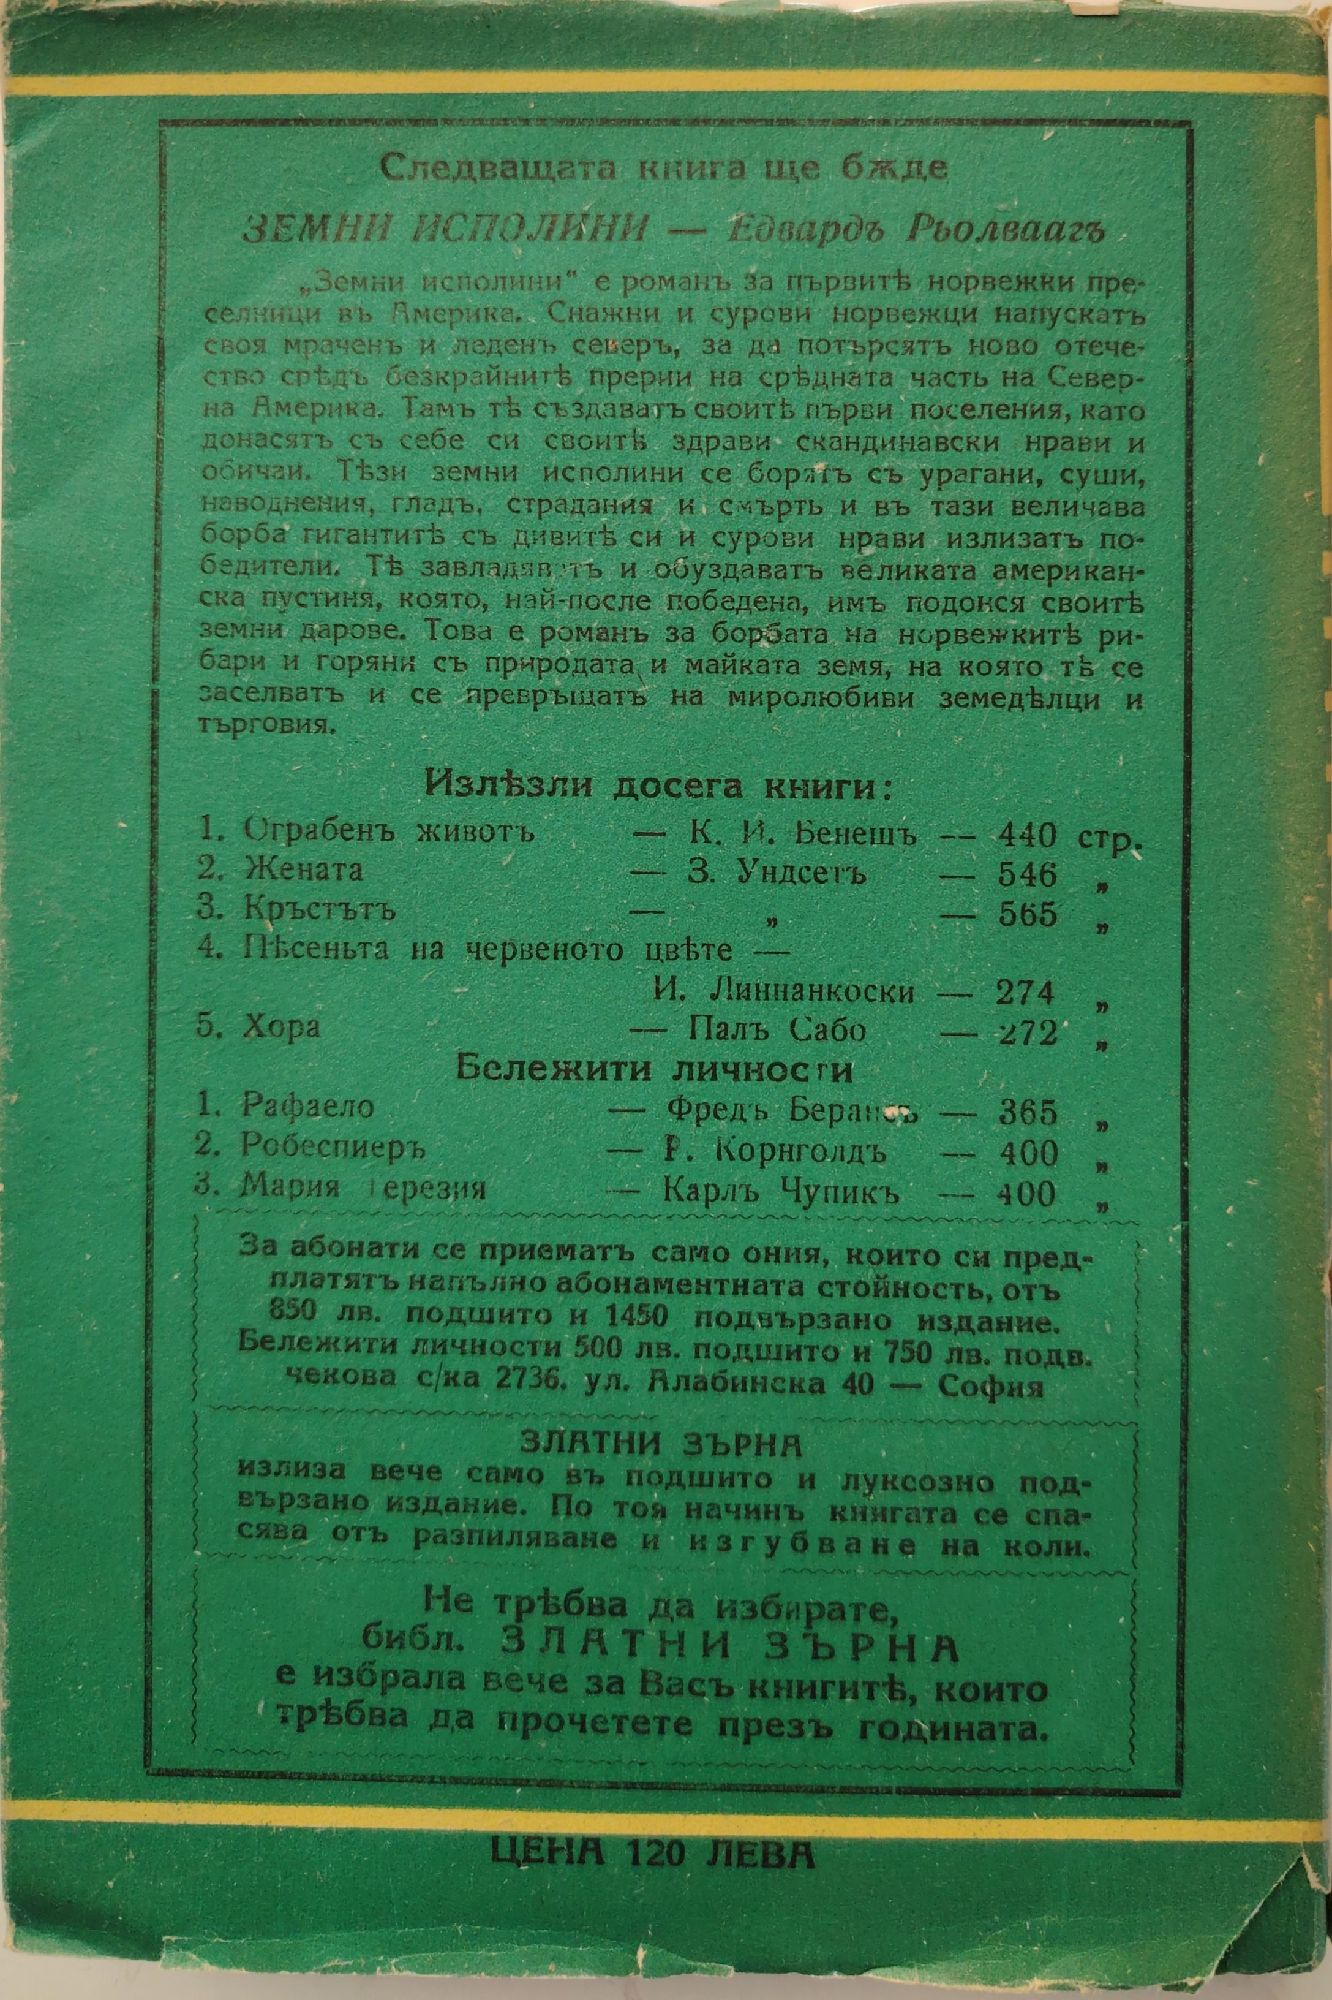 Следващата книга ще бѫде
ЗЕМНИ ИСПОЛИНИ — Едвардъ Рьолваагъ
„Земни исполини" е романъ за първитѣ норвежки пре-
селници въ Америка. Снажни и сурови норвежци напускатъ
своя мраченъ и леденъ северъ, за да потърсятъ ново отече-
ство срѣдъ безкрайнитѣ прерии на срѣдната часть на Север-
на Америка. Тамъ тѣ създаватъ своитѣ първи поселения, като
донасятъ съ себе си своитѣ здрави скандинавски нрави и
обичаи. Тѣзи земни исполини се борятъ съ урагани, суши,
наводнения, гладъ, страдания и смърть и въ тази величава
борба гигантитѣ съ дивитѣ си и сурови нрави излизатъ по-
бедители. Тѣ завладяватъ и обуздаватъ великата американ-
ска пустиня, която, най-после победена, имъ подонся своитѣ
земни дарове. Това е романъ за борбата на норвежкитѣ ри-
бари и горяни съ природата и майката земя, на която тѣ се
заселватъ и се превръщатъ на миролюбиви земедѣлци и
търговия.
Излѣзли досега книги:
1. Ограбенъ животъ — К. И. Бенешъ — 440 стр.
2. Жената — З. Ундсетъ — 546 „
3. Кръстътъ — „ — 565 „
4. Пѣсеньта на червеното цвѣте —
И. Линнанкоски — 274 „
5. Хора — Палъ Сабо — 272 „
Бележити личности
1. Рафаело — Фредъ Берансъ — 365 „
2. Робеспиеръ — Р. Корнголдъ — 400 „
3. Мария Терезия — Карлъ Чупикъ — 400 „
За абонати се приематъ само ония, които си пред-
платятъ напълно абонаментната стойность, отъ
850 лв. подшито и 1450 подвързано издание.
Бележити личности 500 лв. подшито и 750 лв. подв.
чекова с/ка 2736. ул. Алабинска 40 — София
ЗЛАТНИ ЗЪРНА
излиза вече само въ подшито и луксозно под-
вързано издание. По тоя начинъ книгата се спа-
сява отъ разпиляване и изгубване на коли.
Не трѣбва да избирате,
библ. ЗЛАТНИ ЗЪРНА
е избрала вече за Васъ книгитѣ, които
трѣбва да прочетете презъ годината.
ЦЕНА 120 ЛЕВА